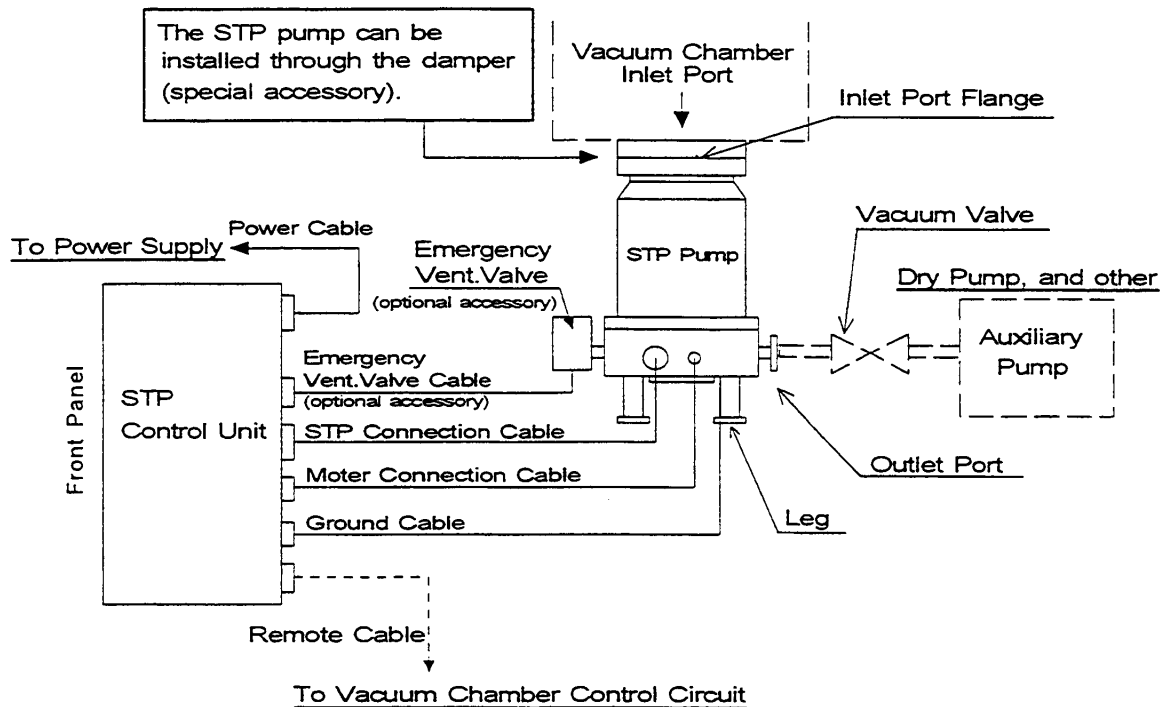 The STP pump can be
installed through the damper
(special accessory).
Vacuum Chamber
Inlet Port
Inlet Port Flange
Power Cable
To Power Supply
Emergency
Vent.Valve
(optional accessory)
STP Pump
Vacuum Valve
Dry Pump, and other
Auxiliary
Pump
Front Panel
STP
Control Unit
Emergency
Vent.Valve Cable
(optional accessory)
STP Connection Cable
Moter Connection Cable
Ground Cable
Outlet Port
Leg
Remote Cable
To Vacuum Chamber Control Circuit